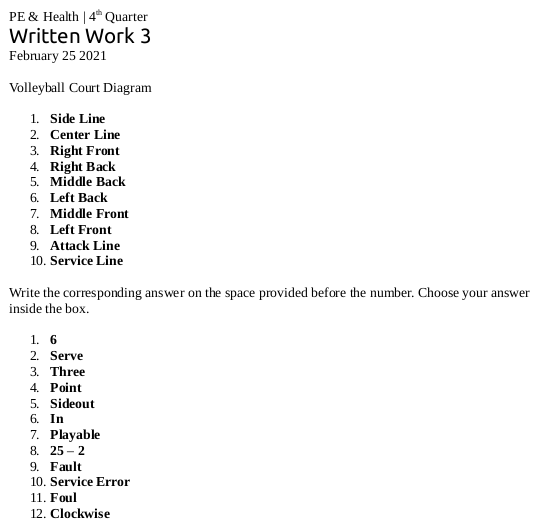 PE & Health | 4th Quarter
Written Work 3
February 25 2021
Volleyball Court Diagram
1. Side Line
2. Center Line
3. Right Front
4. Right Back
5. Middle Back
6. Left Back
7. Middle Front
8. Left Front
9. Attack Line
10. Service Line
Write the corresponding answer on the space provided before the number. Choose your answer
inside the box.
1. 6
2. Serve
3. Three
4. Point
5. Sideout
6. In
7. Playable
8. 25 – 2
9. Fault
10. Service Error
11. Foul
12. Clockwise